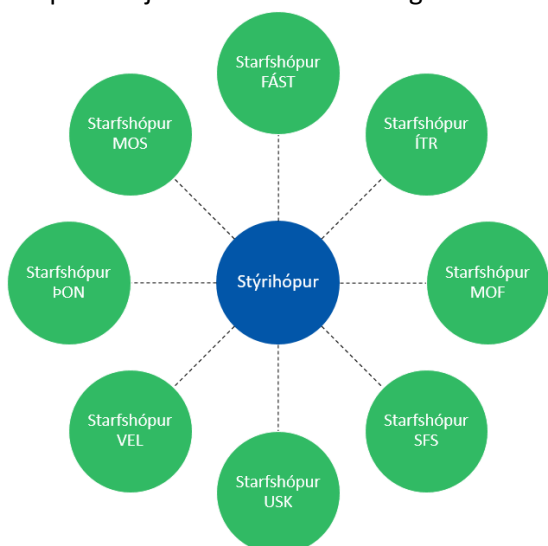 Starfshópur
FÁST
Starfshópur
MOS
Starfshópur
ÍTR
Starfshópur
ÞON
Stýrihópur
Starfshópur
MOF
Starfshópur
VEL
Starfshópur
SFS
Starfshópur
USK